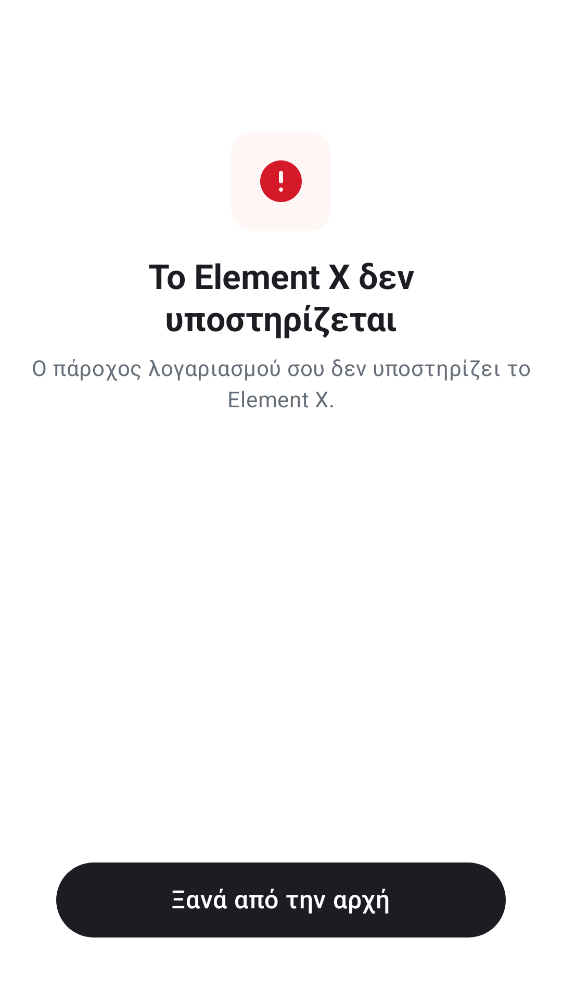 Το Element X δεν
υποστηρίζεται
Ο πάροχος λογαριασμού σου δεν υποστηρίζει το
Element X.
Ξανά από την αρχή